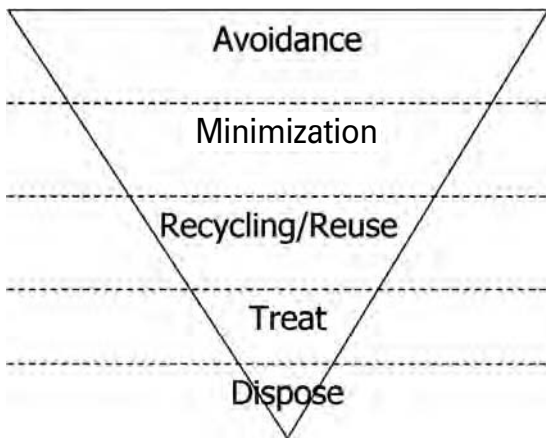 Avoidance
Minimization
Recycling/Reuse
Treat
Dispose